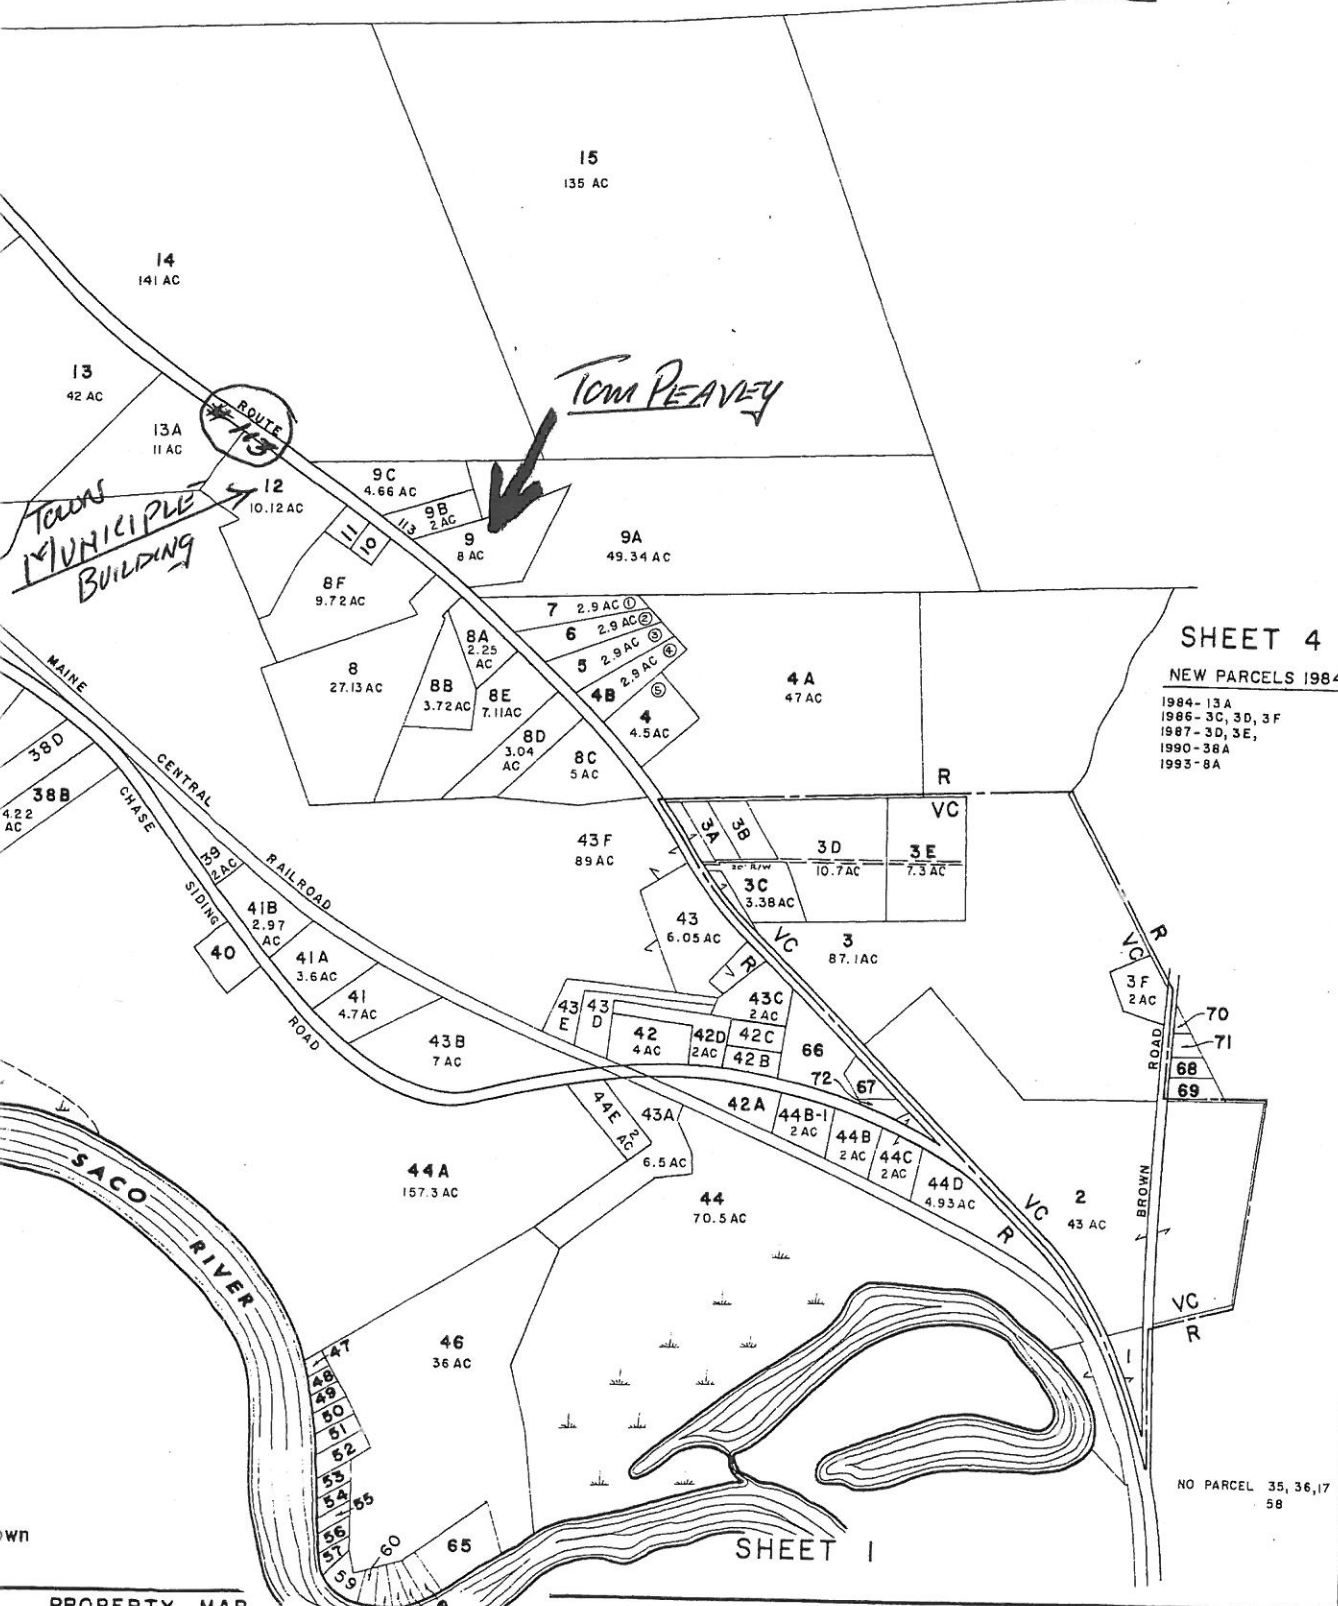 15
135 AC
14
141 AC
13
42 AC
13A
11 AC
ROUTE
113
Tom PEAVEY
TOWN
MUNICIPLE
BUILDING
12
10.12 AC
9C
4.66 AC
9B
2 AC
113
9
8 AC
9A
49.34 AC
11
10
8F
9.72 AC
7 2.9 AC ①
6 2.9 AC ②
5 2.9 AC ③
4B 2.9 AC ④
⑤
4
4.5 AC
4A
47 AC
8A
2.25
AC
8
27.13 AC
8B
3.72 AC
8E
7.11 AC
8D
3.04
AC
8C
5 AC
SHEET 4
NEW PARCELS 1984
1984-13A
1986-3C, 3D, 3F
1987-3D, 3E,
1990-38A
1993-8A
MAINE
CENTRAL
RAILROAD
38D
38B
4.22
AC
CHASE
SIDING
ROAD
R
VC
3A
3B
3D
10.7 AC
3E
7.3 AC
20' R/W
3C
3.38 AC
43F
89 AC
39
2 AC
41B
2.97
AC
40
41A
3.6 AC
41
4.7 AC
43B
7 AC
43
6.05 AC
VC
R
3
87.1 AC
R
VC
3F
2 AC
70
71
68
69
ROAD
BROWN
43
E
43
D
42
4 AC
42D
2 AC
43C
2 AC
42C
42B
66
72
67
44E
2
AC
43A
6.5 AC
42A
44B-1
2 AC
44B
2 AC
44C
2 AC
44D
4.93 AC
VC
R
2
43 AC
44A
157.3 AC
44
70.5 AC
SACO
RIVER
VC
R
1
46
36 AC
47
48
49
50
51
52
53
54
55
56
57
59
60
65
NO PARCEL 35, 36, 17
58
own
SHEET 1
PROPERTY MAP